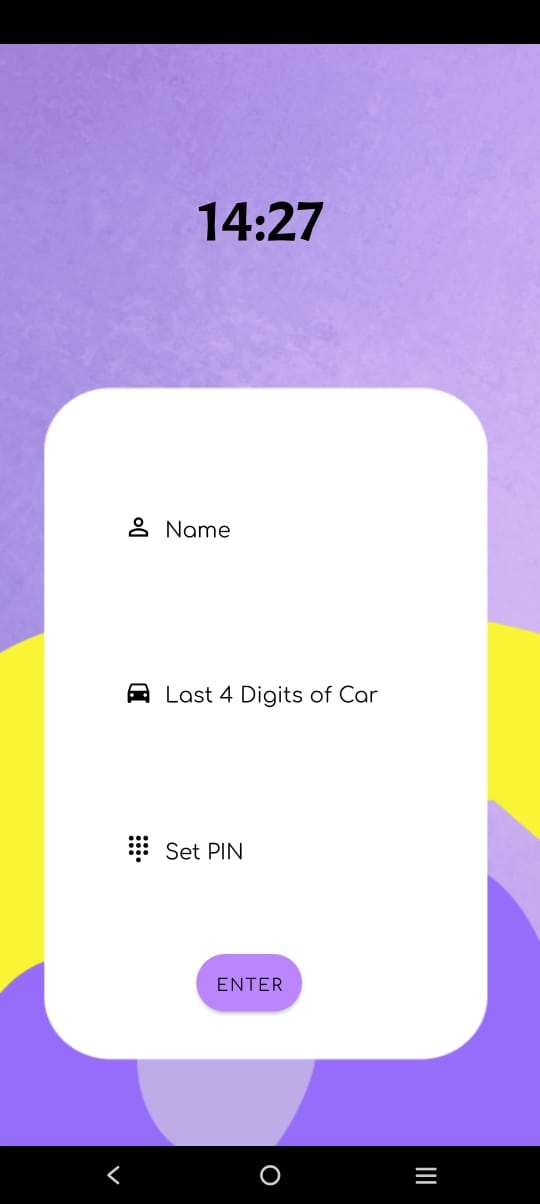 14:27
Name
Last 4 Digits of Car
Set PIN
ENTER